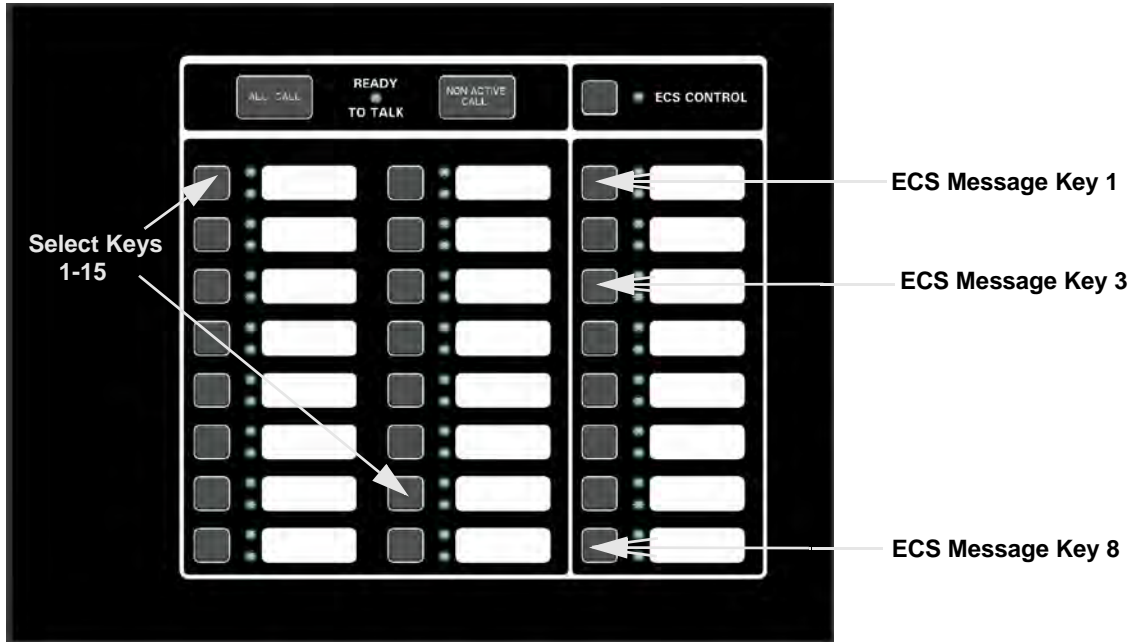 ALL CALL
READY
TO TALK
NON ACTIVE
CALL
ECS CONTROL
Select Keys
1-15
ECS Message Key 1
ECS Message Key 3
ECS Message Key 8